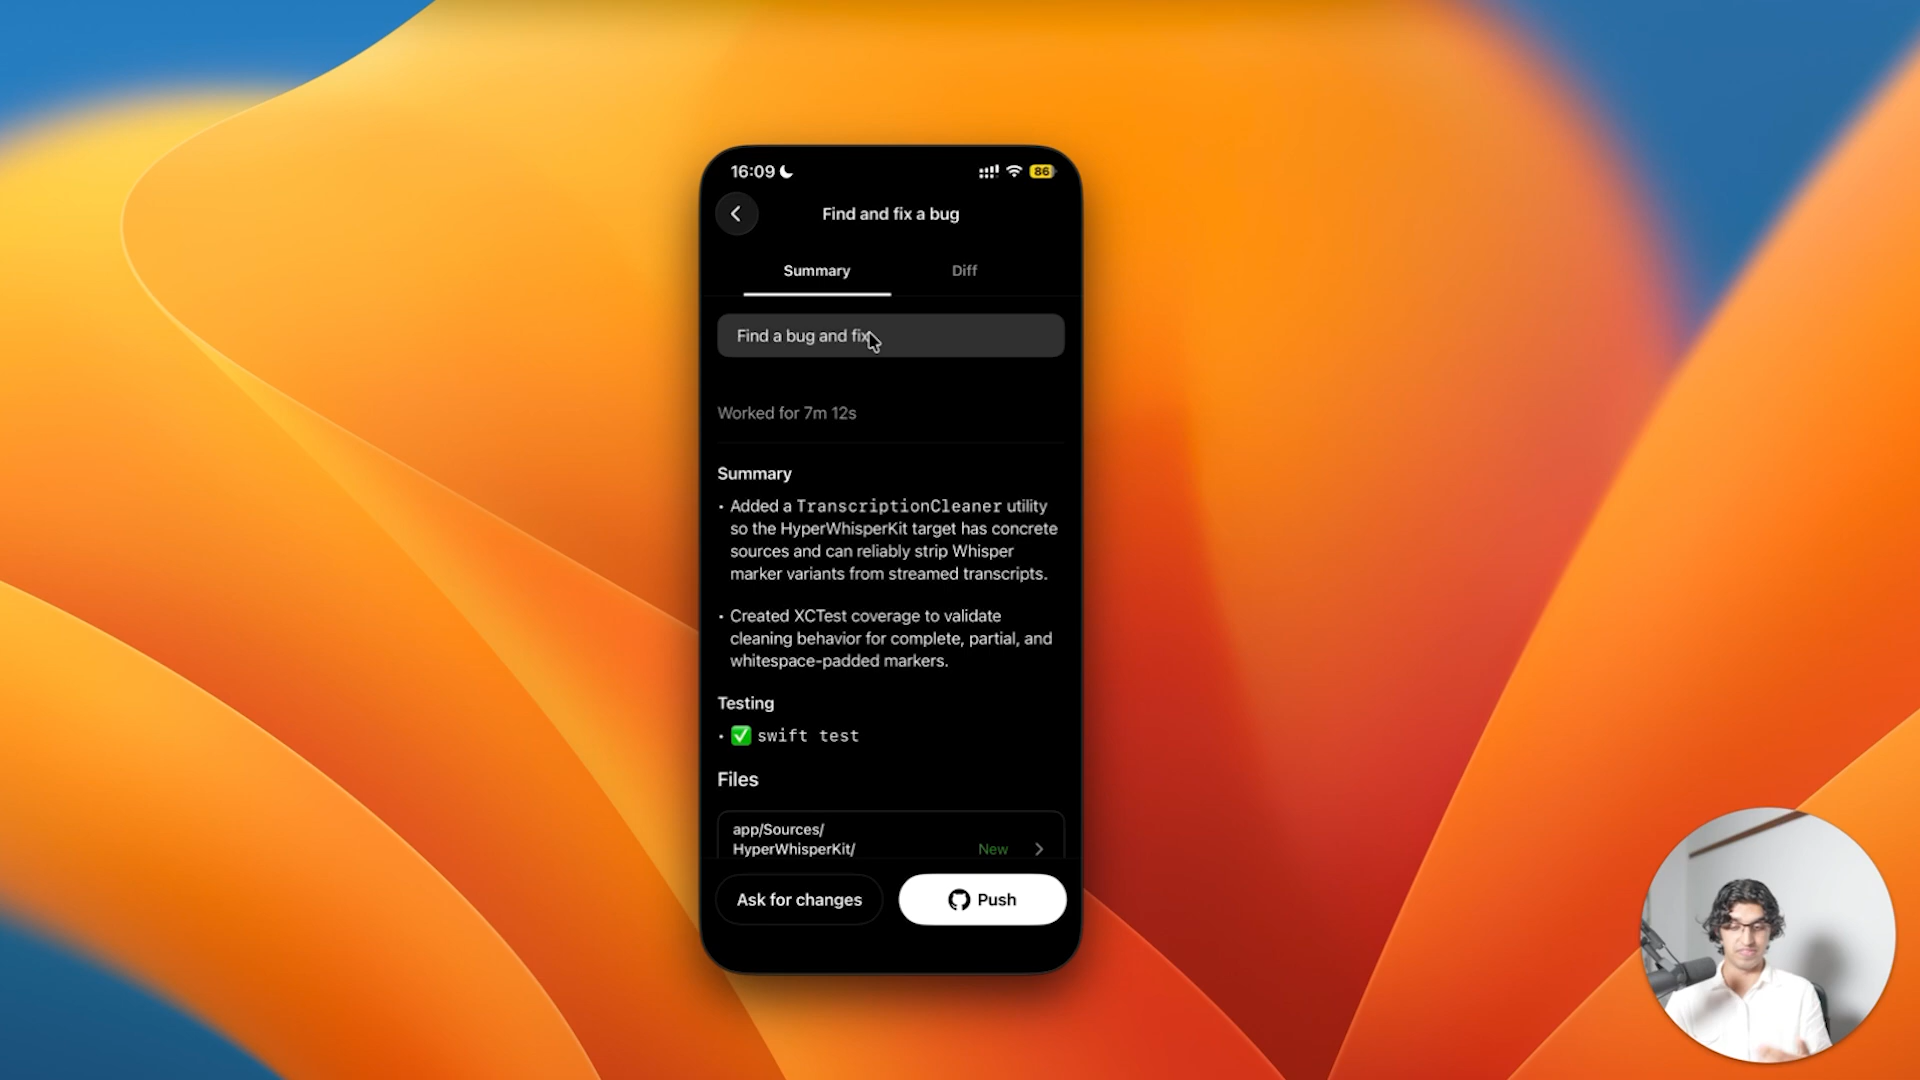 16:09
86
Find and fix a bug
Summary
Diff
Find a bug and fix
Worked for 7m 12s
Summary
• Added a TranscriptionCleaner utility
so the HyperWhisperKit target has concrete
sources and can reliably strip Whisper
marker variants from streamed transcripts.
• Created XCTest coverage to validate
cleaning behavior for complete, partial, and
whitespace-padded markers.
Testing
• ✅ swift test
Files
app/Sources/
HyperWhisperKit/
New
Ask for changes
Push